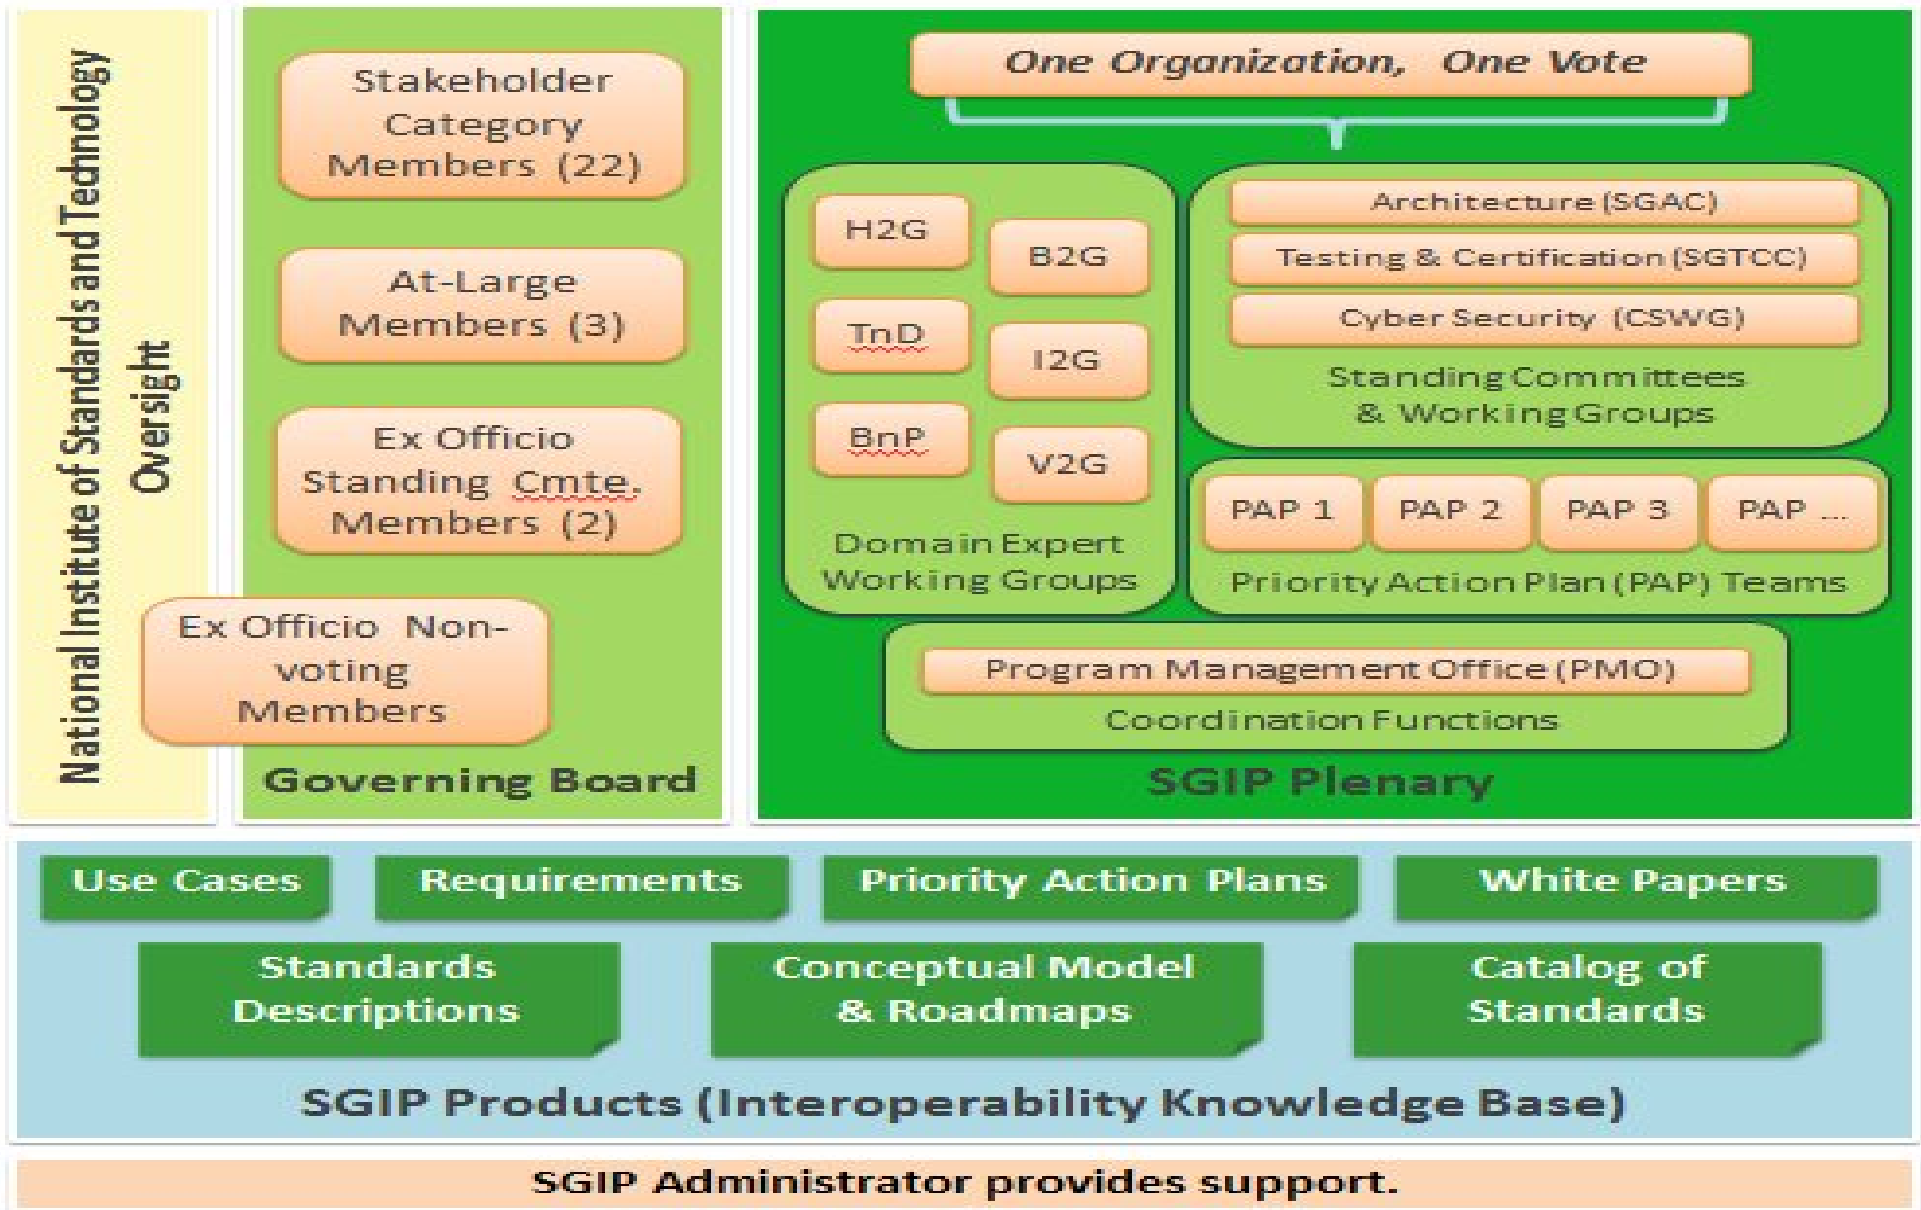 National Institute of Standards and Technology
Oversight
Stakeholder
Category
Members (22)
At-Large
Members (3)
Ex Officio
Standing Cmte.
Members (2)
Ex Officio Non-
voting
Members
Governing Board
One Organization, One Vote
H2G
B2G
TnD
I2G
BnP
V2G
Domain Expert
Working Groups
Architecture (SGAC)
Testing & Certification (SGTCC)
Cyber Security (CSWG)
Standing Committees
& Working Groups
PAP 1
PAP 2
PAP 3
PAP ...
Priority Action Plan (PAP) Teams
Program Management Office (PMO)
Coordination Functions
SGIP Plenary
Use Cases
Requirements
Priority Action Plans
White Papers
Standards
Descriptions
Conceptual Model
& Roadmaps
Catalog of
Standards
SGIP Products (Interoperability Knowledge Base)
SGIP Administrator provides support.